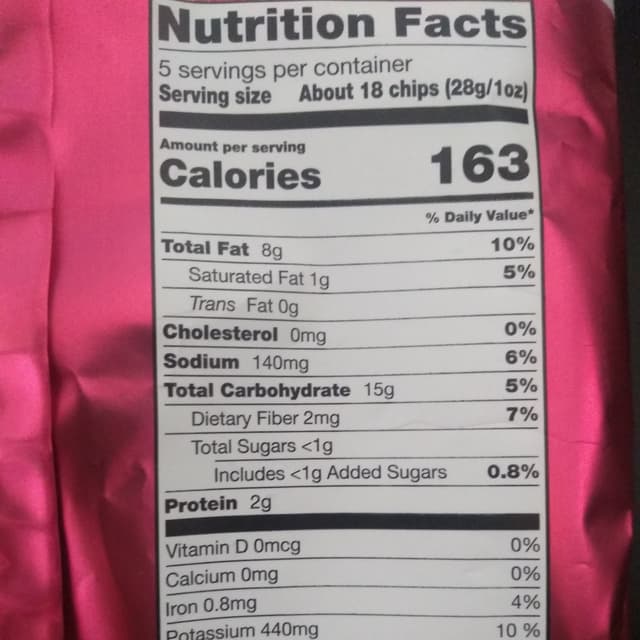 Nutrition Facts
5 servings per container
Serving size About 18 chips (28g/1oz)
Amount per serving
Calories 163
% Daily Value*
Total Fat 8g 10%
Saturated Fat 1g 5%
Trans Fat 0g
Cholesterol 0mg 0%
Sodium 140mg 6%
Total Carbohydrate 15g 5%
Dietary Fiber 2mg 7%
Total Sugars <1g
Includes <1g Added Sugars 0.8%
Protein 2g
Vitamin D 0mcg 0%
Calcium 0mg 0%
Iron 0.8mg 4%
Potassium 440mg 10 %